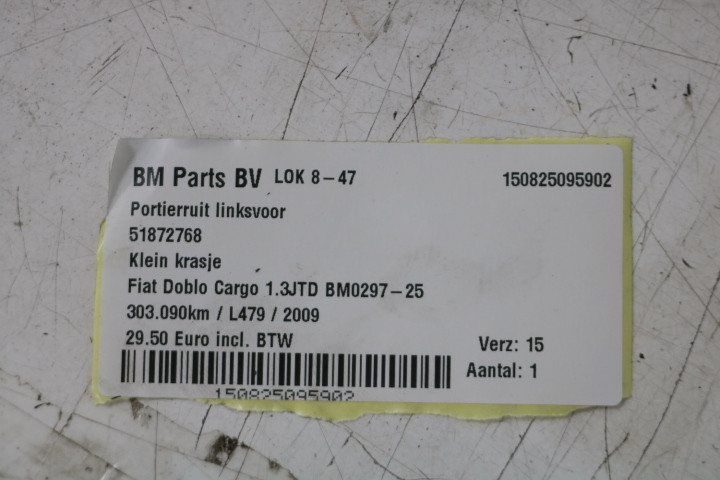 BM Parts BV LOK 8-47 150825095902
Portierruit linksvoor
51872768
Klein krasje
Fiat Doblo Cargo 1.3JTD BM0297-25
303.090km / L479 / 2009
29.50 Euro incl. BTW Verz: 15
Aantal: 1
150825095902